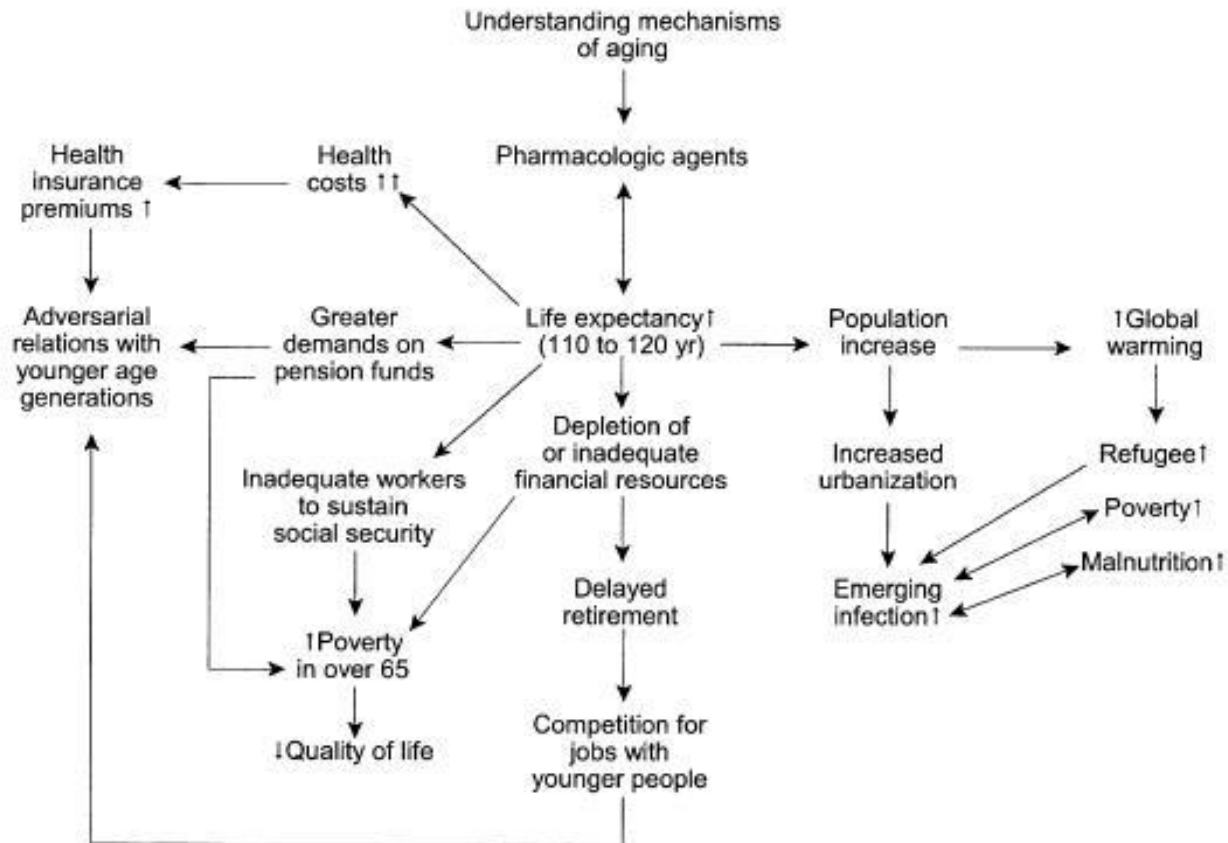 Understanding mechanisms
of aging
Pharmacologic agents
Health
insurance
premiums ↑
Health
costs ↑↑
Adversarial
relations with
younger age
generations
Greater
demands on
pension funds
Life expectancy↑
(110 to 120 yr)
Population
increase
↑Global
warming
Inadequate workers
to sustain
social security
Depletion of
or inadequate
financial resources
Increased
urbanization
Refugee↑
Poverty↑
Malnutrition↑
Delayed
retirement
Emerging
infection↑
↑Poverty
in over 65
↓Quality of life
Competition for
jobs with
younger people